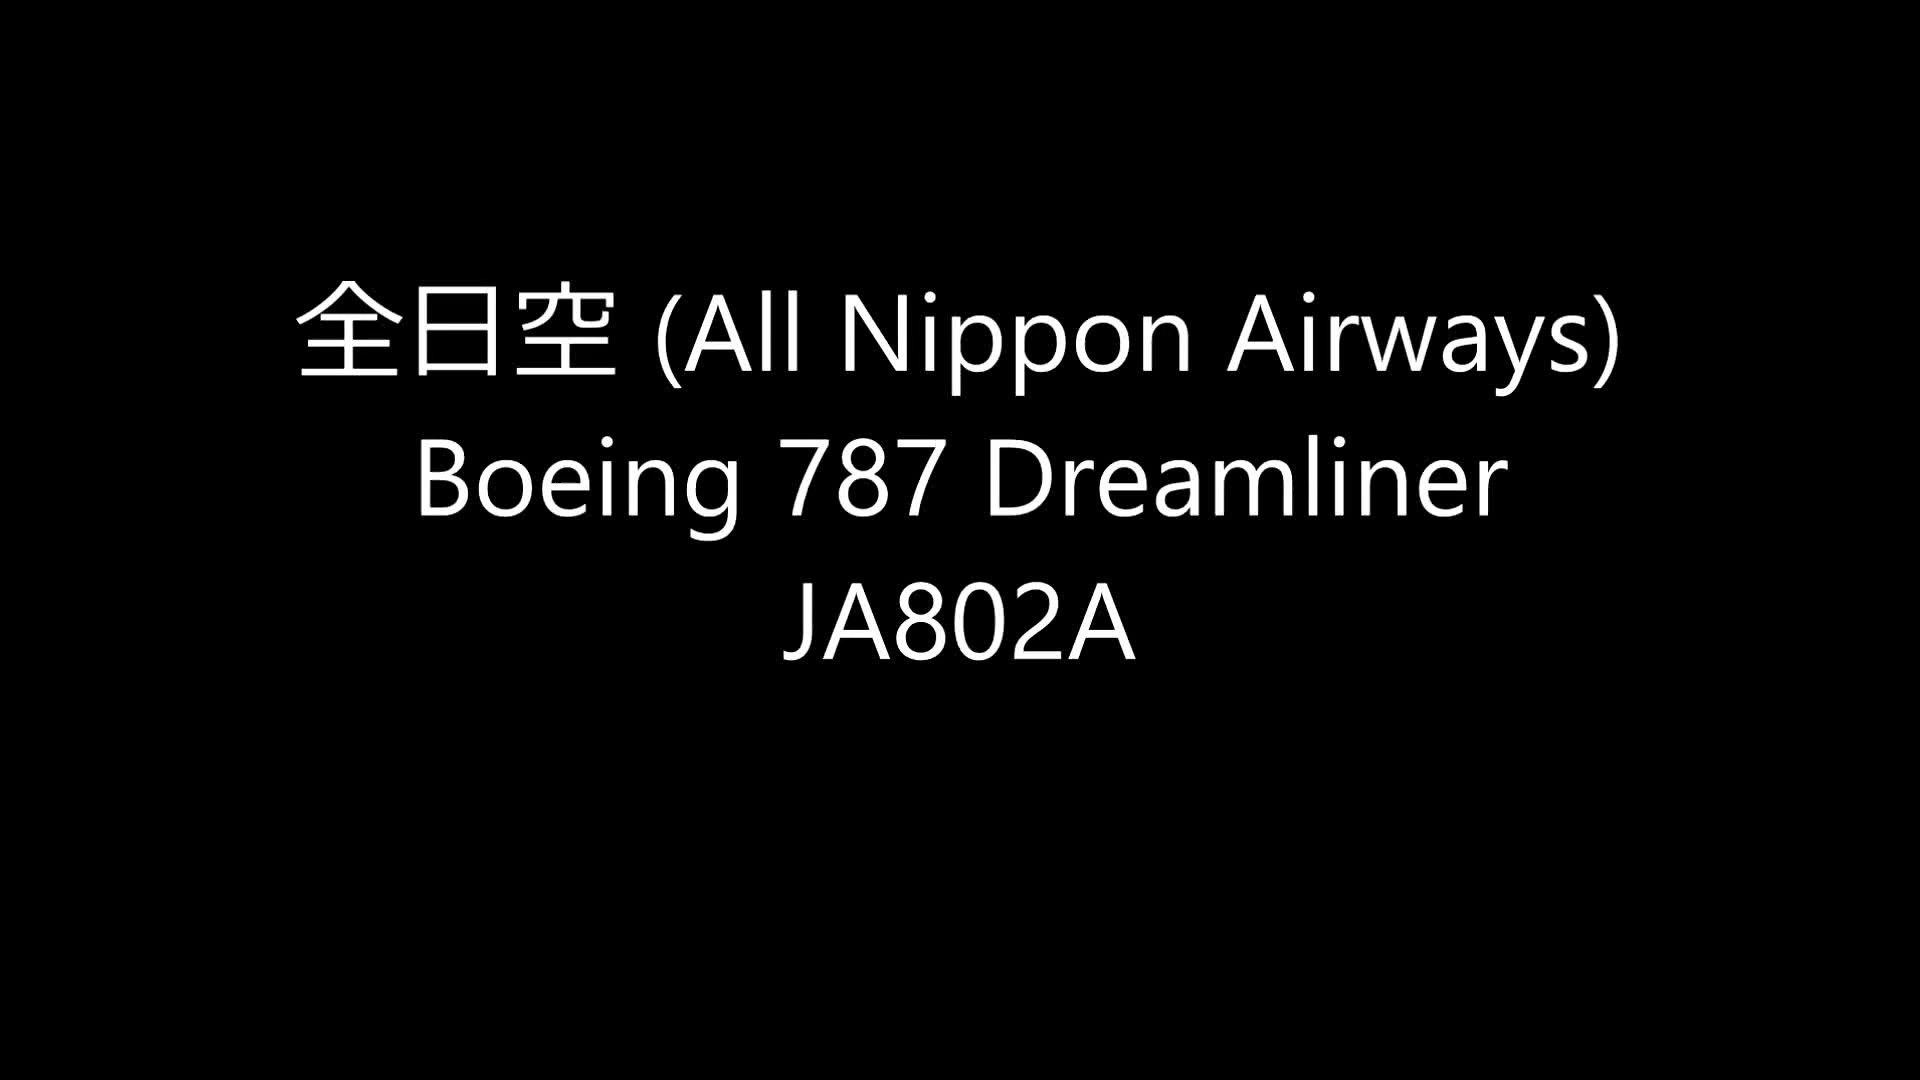 全日空 (All Nippon Airways)
Boeing 787 Dreamliner
JA802A